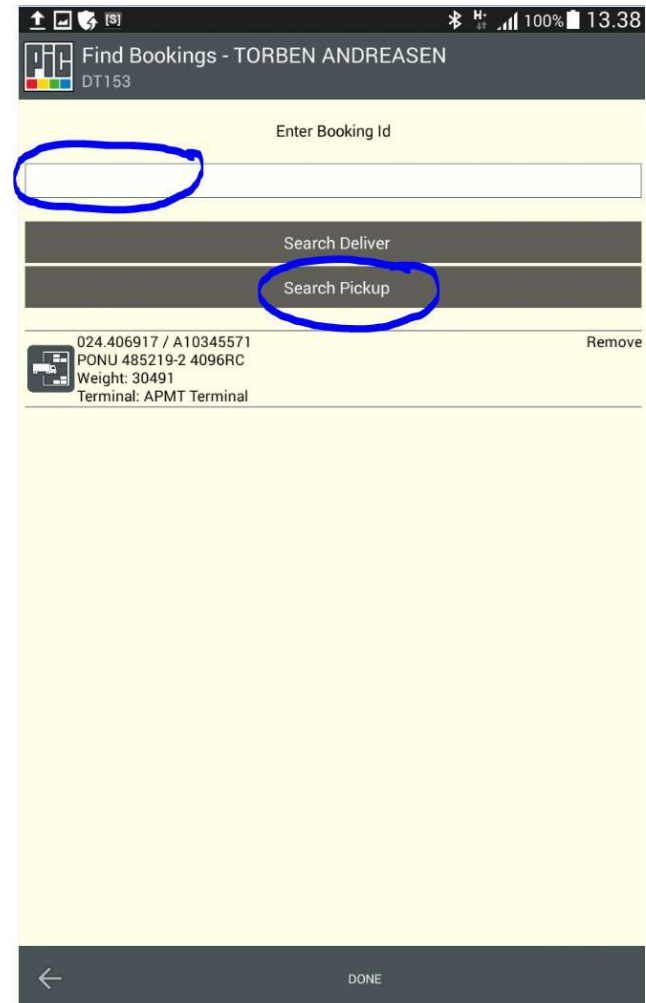 [S] H+ 100% 13.38
PiC Find Bookings - TORBEN ANDREASEN
DT153
Enter Booking Id
Search Deliver
Search Pickup
024.406917 / A10345571 Remove
PONU 485219-2 4096RC
Weight: 30491
Terminal: APMT Terminal
DONE